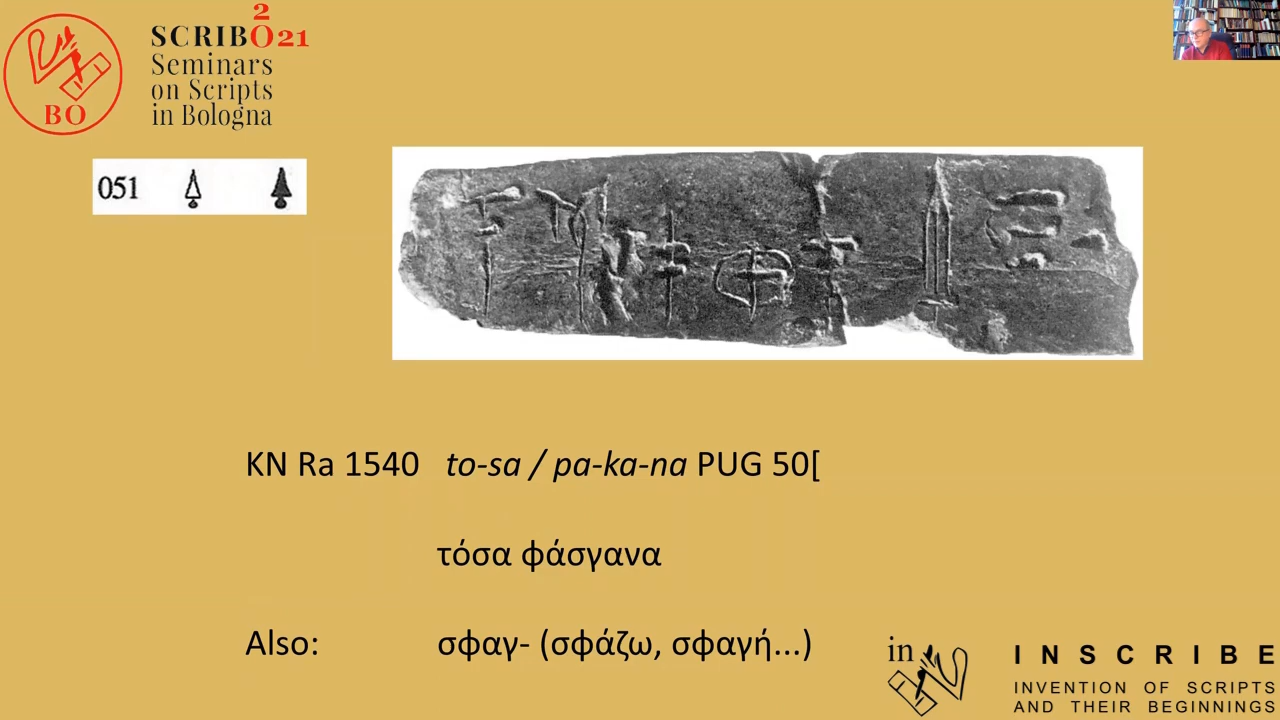 SCRIBO21
2
Seminars
on Scripts
in Bologna
BO
051
KN Ra 1540 to-sa / pa-ka-na PUG 50[
τόσα φάσγανα
Also: σφαγ- (σφάζω, σφαγή...)
in
INSCRIBE
INVENTION OF SCRIPTS
AND THEIR BEGINNINGS